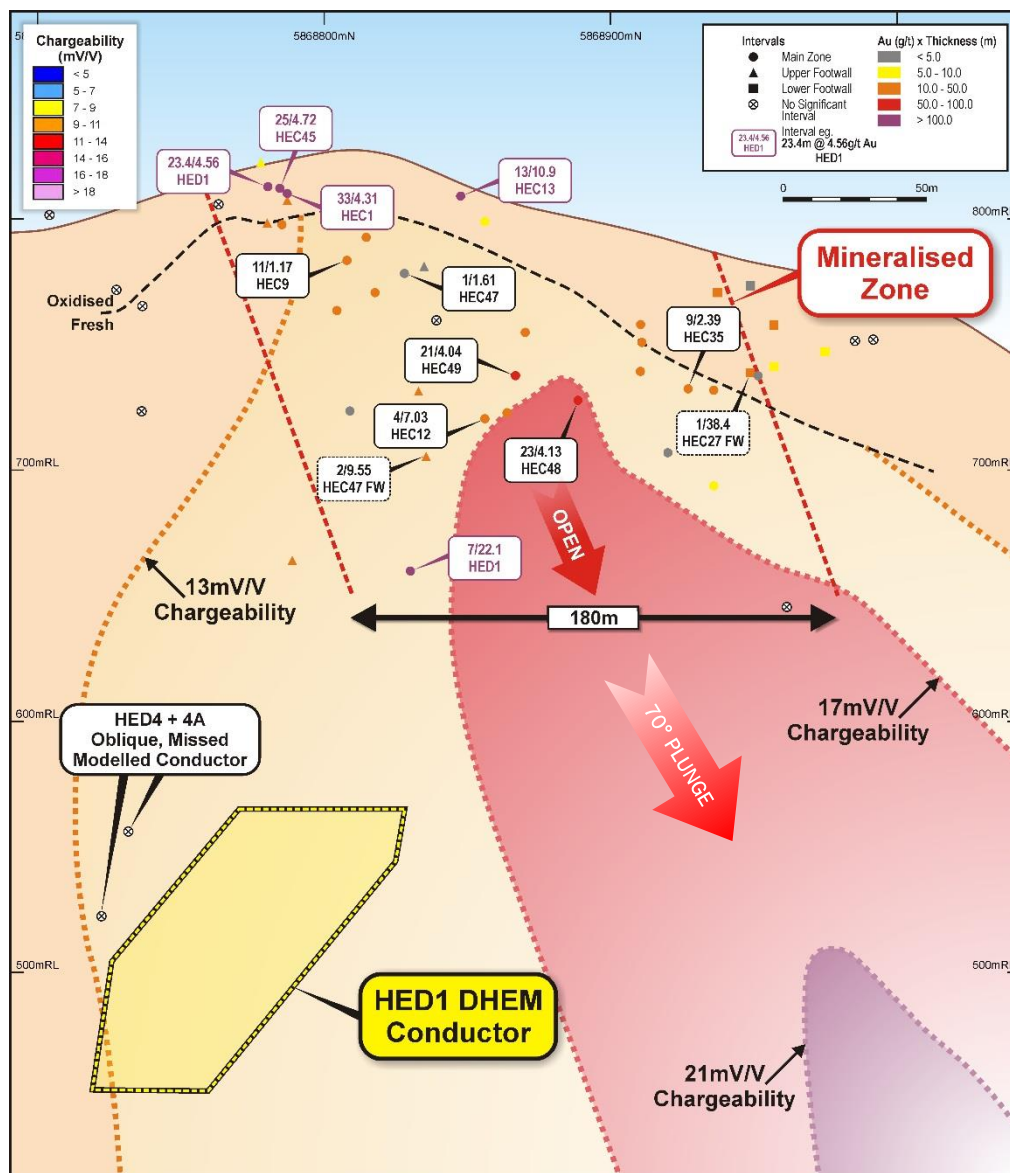 Chargeability
(mV/V)
< 5
5 - 7
7 - 9
9 - 11
11 - 14
14 - 16
16 - 18
> 18
5868800mN
5868900mN
Intervals
Main Zone
Upper Footwall
Lower Footwall
No Significant
Interval
23.4/4.56
HED1
Interval eg.
23.4m @ 4.56g/t Au
HED1
Au (g/t) x Thickness (m)
< 5.0
5.0 - 10.0
10.0 - 50.0
50.0 - 100.0
> 100.0
0
50m
25/4.72
HEC45
23.4/4.56
HED1
33/4.31
HEC1
13/10.9
HEC13
800mRL
800mRL
Mineralised
Zone
11/1.17
HEC9
1/1.61
HEC47
Oxidised
Fresh
9/2.39
HEC35
21/4.04
HEC49
4/7.03
HEC12
1/38.4
HEC27 FW
23/4.13
HEC48
2/9.55
HEC47 FW
700mRL
700mRL
OPEN
7/22.1
HED1
13mV/V
Chargeability
180m
600mRL
600mRL
17mV/V
Chargeability
HED4 + 4A
Oblique, Missed
Modelled Conductor
70° PLUNGE
500mRL
500mRL
HED1 DHEM
Conductor
21mV/V
Chargeability